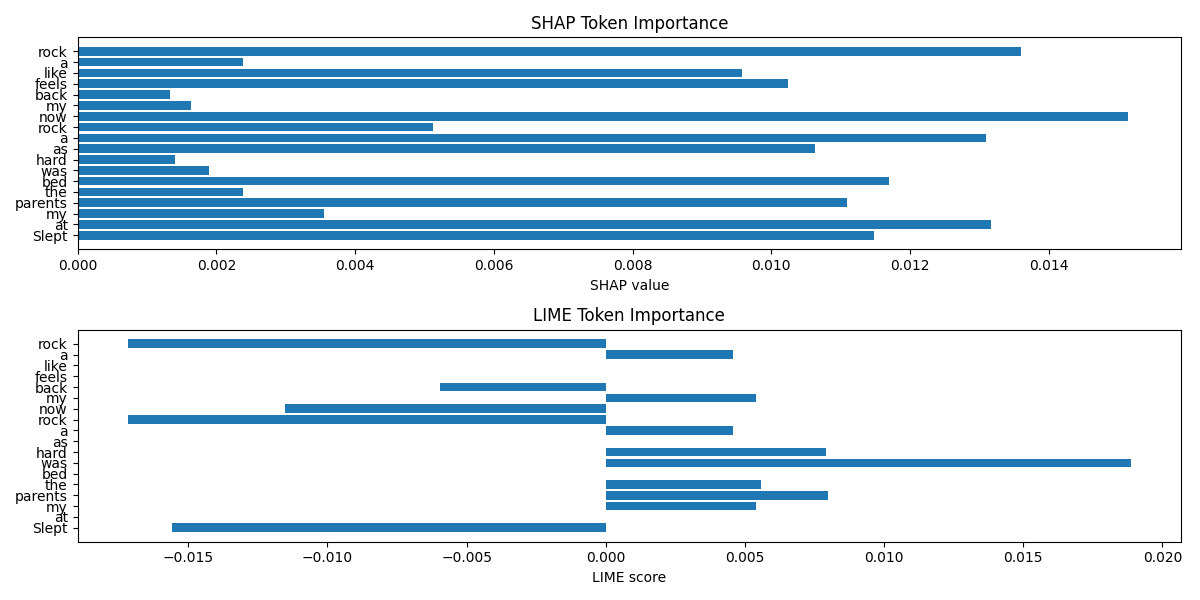 SHAP Token Importance
rock
a
like
feels
back
my
now
rock
a
as
hard
was
bed
the
parents
my
at
Slept
0.000 0.002 0.004 0.006 0.008 0.010 0.012 0.014
SHAP value
LIME Token Importance
rock
a
like
feels
back
my
now
rock
a
as
hard
was
bed
the
parents
my
at
Slept
−0.015 −0.010 −0.005 0.000 0.005 0.010 0.015 0.020
LIME score